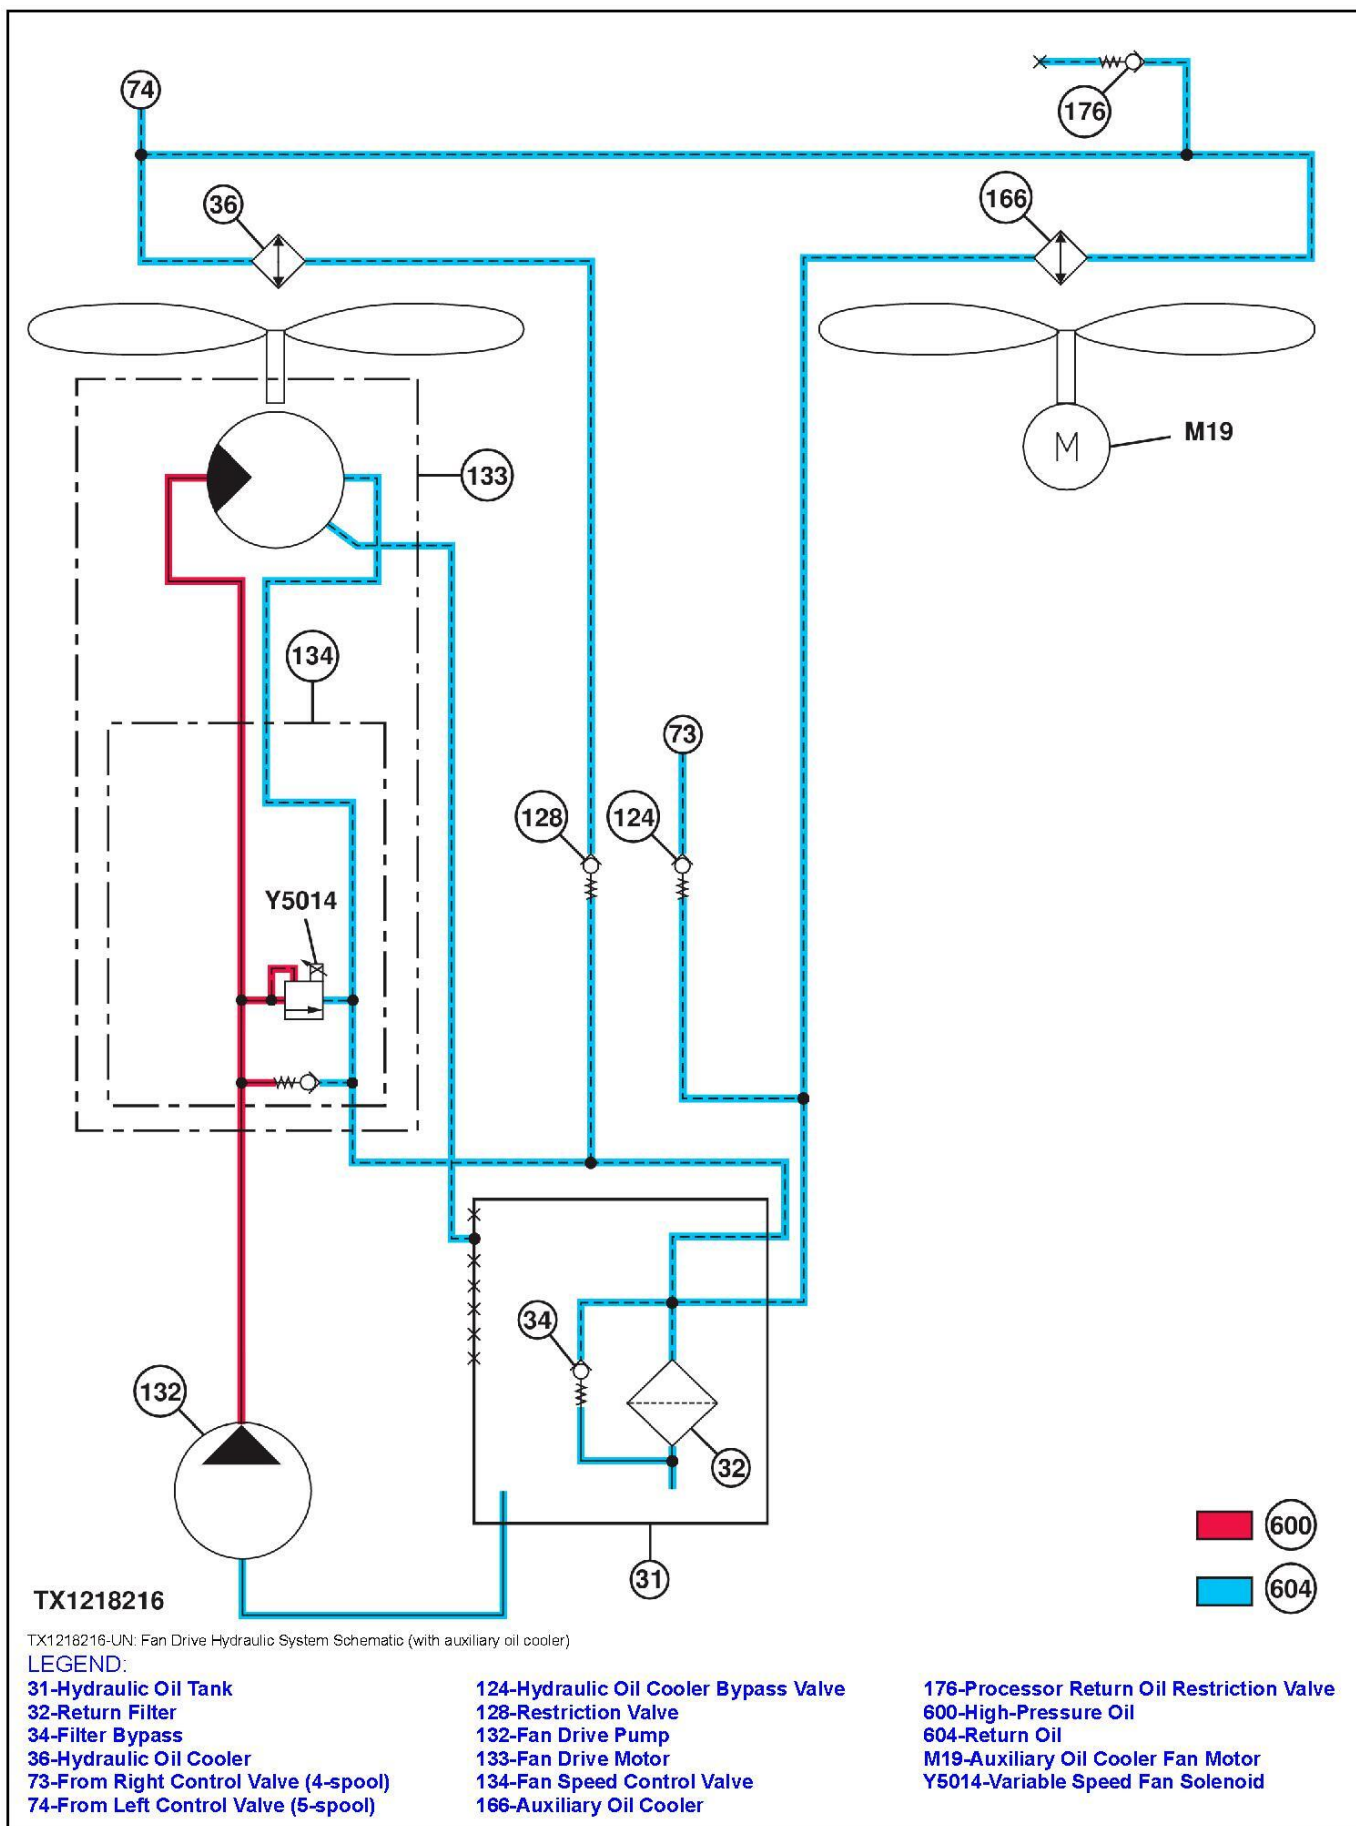 74
176
36
166
M
M19
133
134
73
128
124
Y5014
34
132
32
600
31
604
TX1218216
TX1218216-UN: Fan Drive Hydraulic System Schematic (with auxiliary oil cooler)
LEGEND:
31-Hydraulic Oil Tank
32-Return Filter
34-Filter Bypass
36-Hydraulic Oil Cooler
73-From Right Control Valve (4-spool)
74-From Left Control Valve (5-spool)
124-Hydraulic Oil Cooler Bypass Valve
128-Restriction Valve
132-Fan Drive Pump
133-Fan Drive Motor
134-Fan Speed Control Valve
166-Auxiliary Oil Cooler
176-Processor Return Oil Restriction Valve
600-High-Pressure Oil
604-Return Oil
M19-Auxiliary Oil Cooler Fan Motor
Y5014-Variable Speed Fan Solenoid